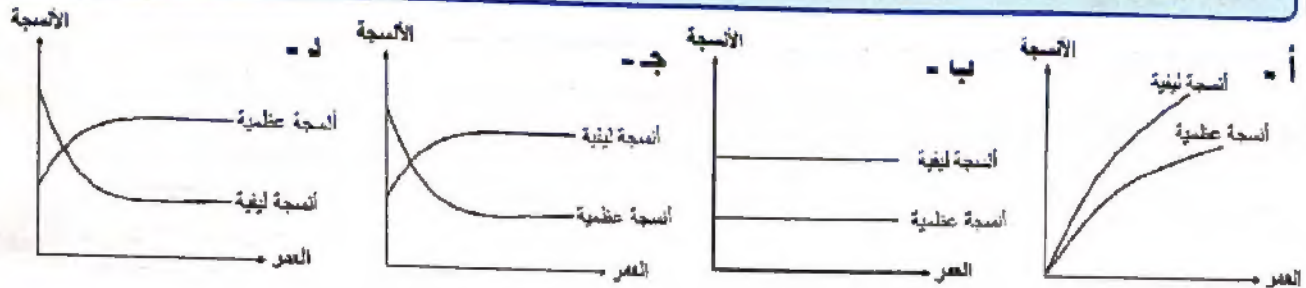 أ -
الأنسجة
أنسجة ليفية
أنسجة عظمية
العمر
ب -
الأنسجة
أنسجة ليفية
أنسجة عظمية
العمر
جـ -
الأنسجة
أنسجة ليفية
أنسجة عظمية
العمر
د -
الأنسجة
أنسجة عظمية
أنسجة ليفية
العمر